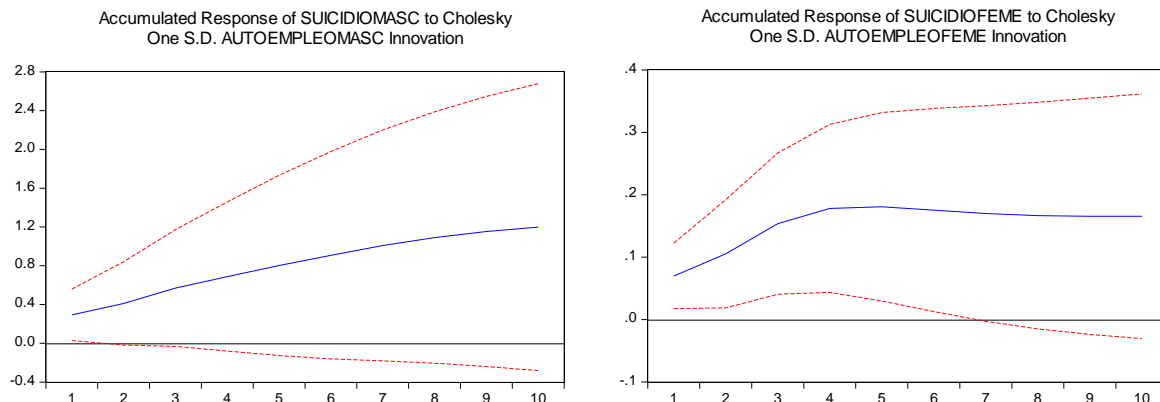 Accumulated Response of SUICIDIOMASC to Cholesky
One S.D. AUTOEMPLEOMASC Innovation
2.8
2.4
2.0
1.6
1.2
0.8
0.4
0.0
-0.4
1 2 3 4 5 6 7 8 9 10
Accumulated Response of SUICIDIOFEME to Cholesky
One S.D. AUTOEMPLEOFEME Innovation
.4
.3
.2
.1
.0
-.1
1 2 3 4 5 6 7 8 9 10